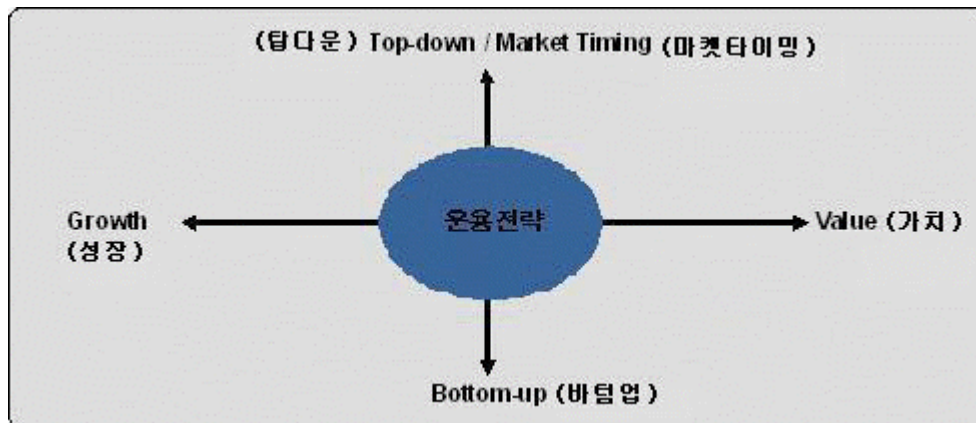 (탑다운) Top-down / Market Timing (마켓타이밍)
운용전략
Growth
(성장)
Value (가치)
Bottom-up (바텀업)